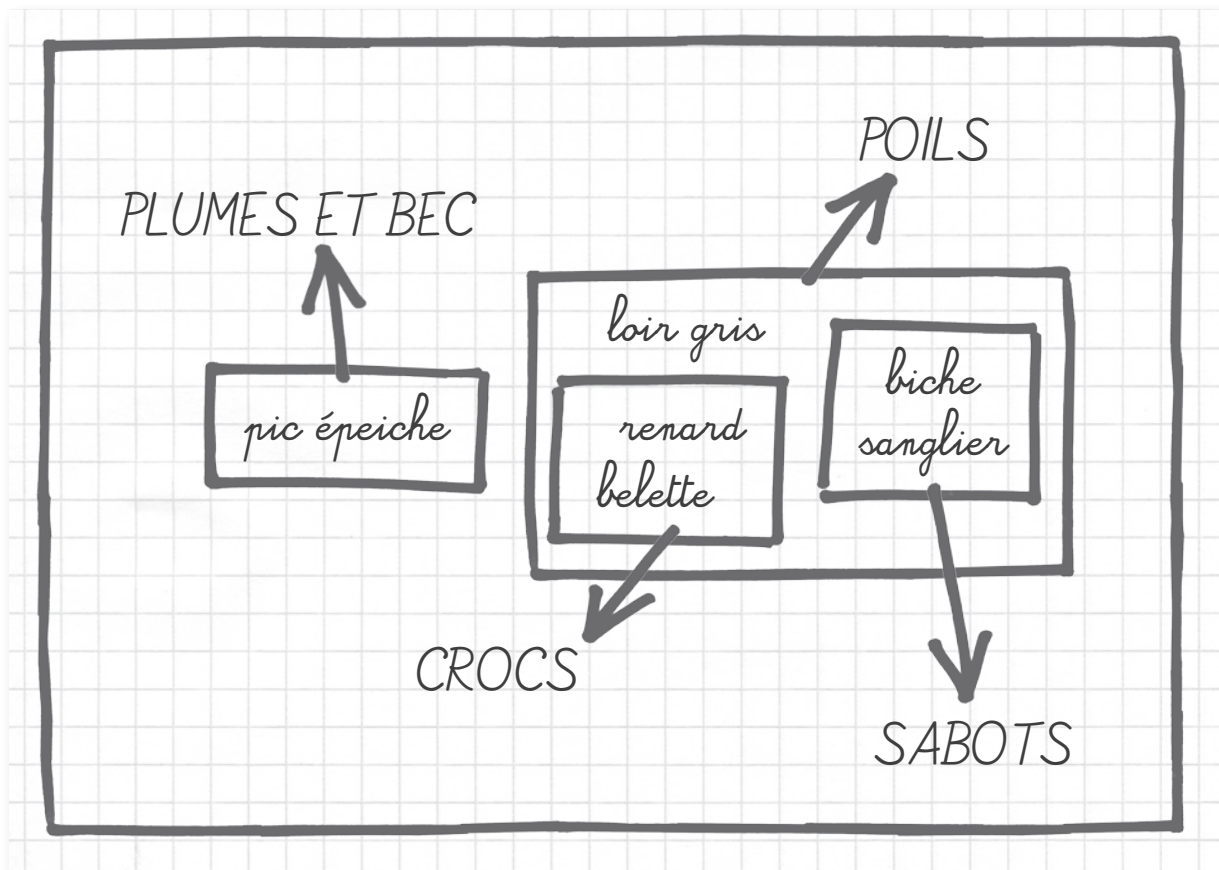 POILS
PLUMES ET BEC
loir gris
biche
sanglier
pic épeiche
renard
belette
CROCS
SABOTS